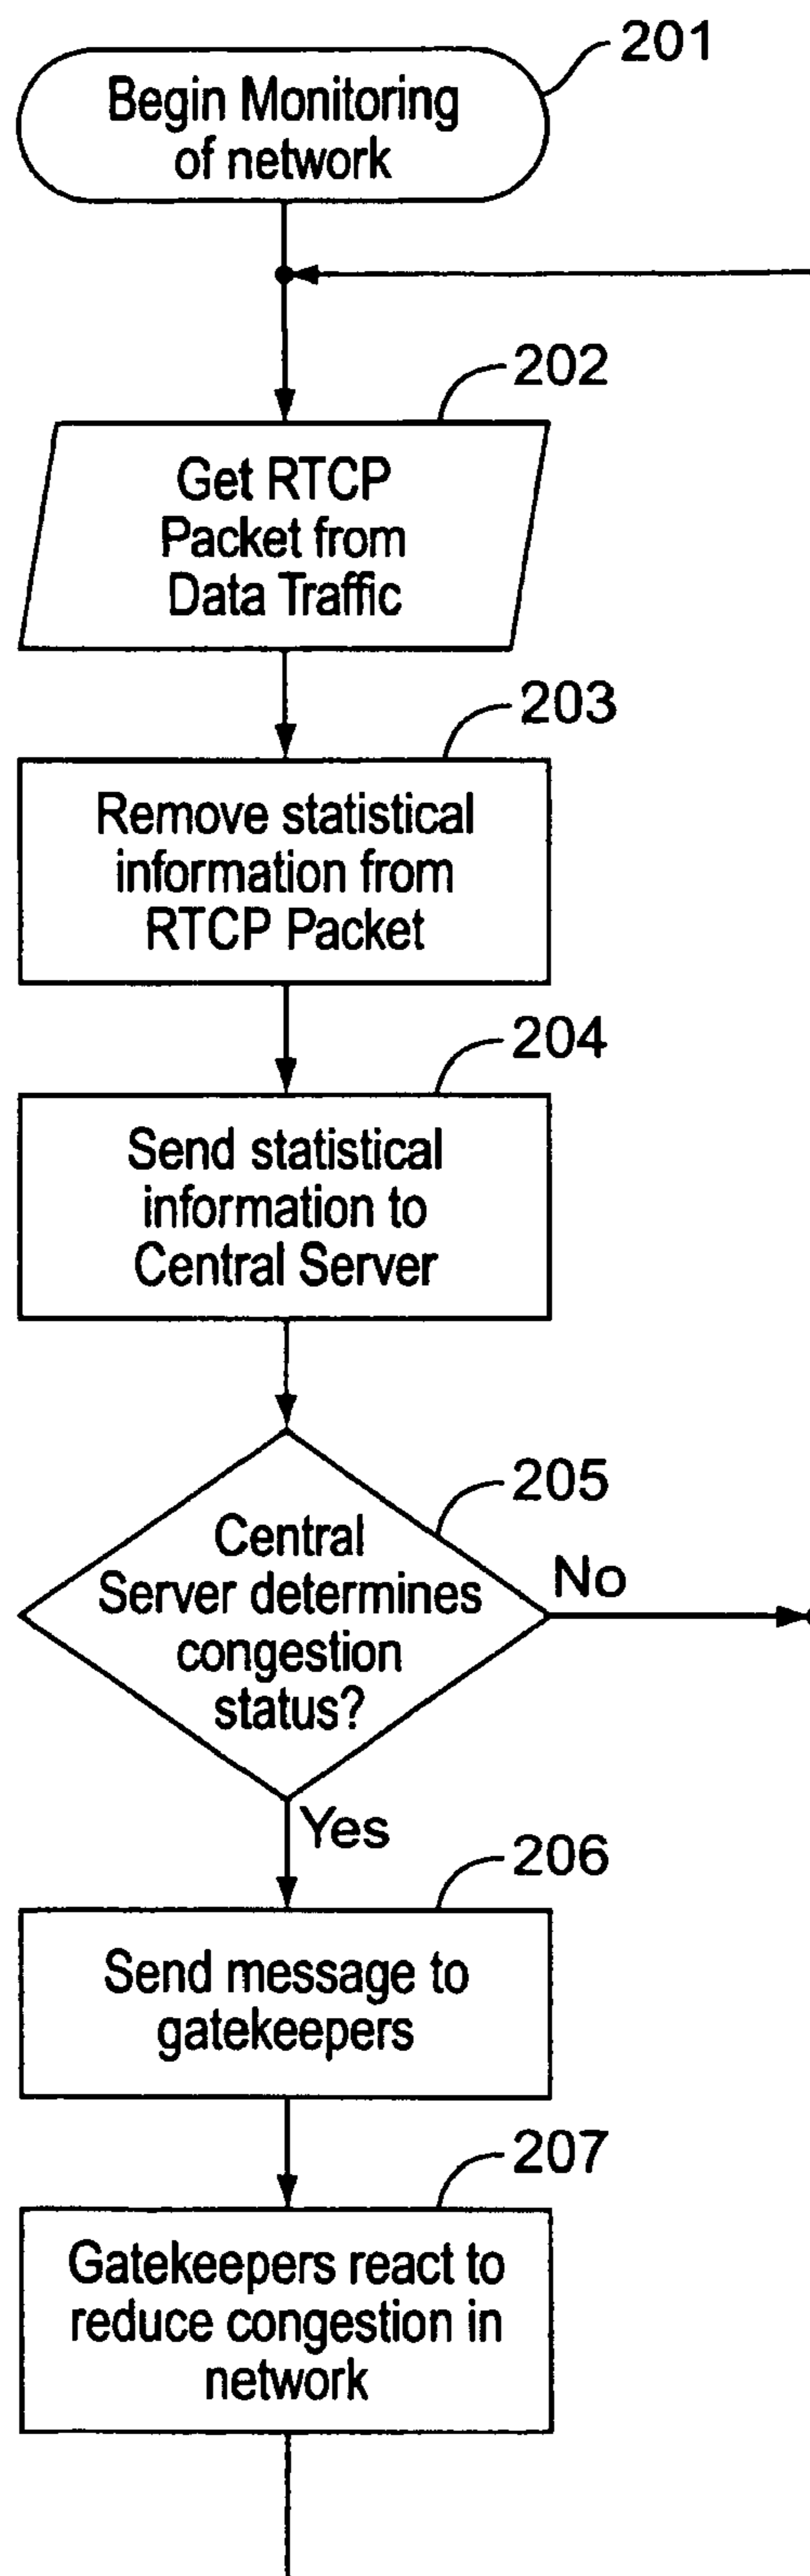 201
Begin Monitoring
of network
202
Get RTCP
Packet from
Data Traffic
203
Remove statistical
information from
RTCP Packet
204
Send statistical
information to
Central Server
205
Central
Server determines
congestion
status?
No
Yes
206
Send message to
gatekeepers
207
Gatekeepers react to
reduce congestion in
network